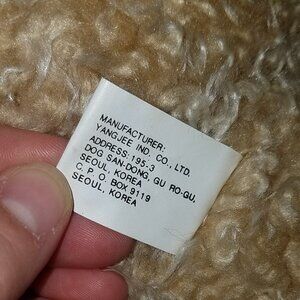 MANUFACTURER:
YANGJEE IND. CO., LTD.
ADDRESS: 195-3
DOG SAN-DONG, GU RO-GU,
SEOUL, KOREA
C. P. O. BOX 9119
SEOUL, KOREA